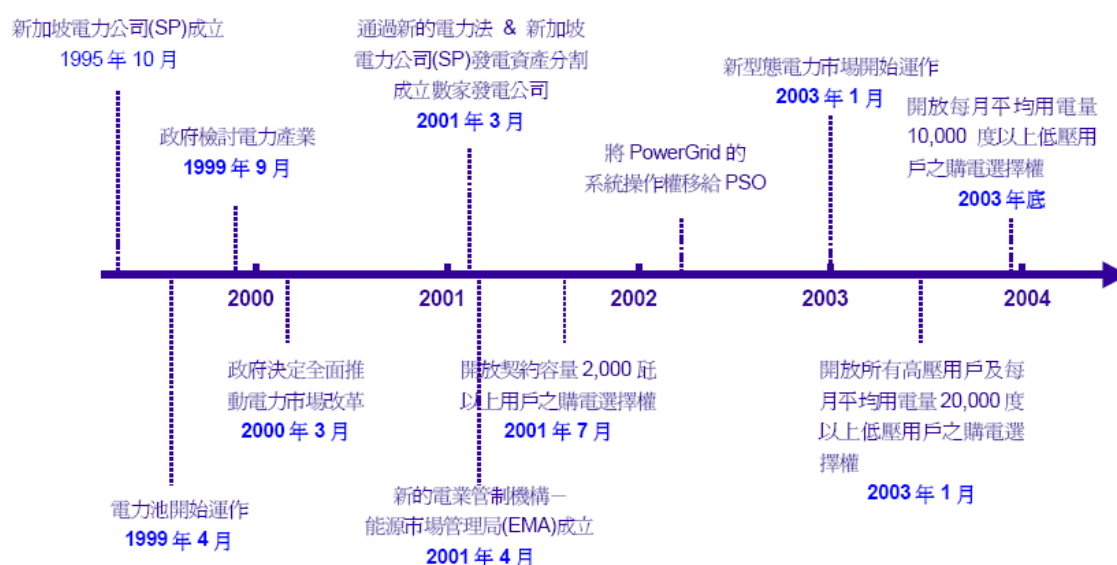 新加坡電力公司(SP)成立
1995 年 10 月
通過新的電力法 & 新加坡
電力公司(SP)發電資產分割
成立數家發電公司
2001 年 3 月
新型態電力市場開始運作
2003 年 1 月
開放每月平均用電量
10,000 度以上低壓用
戶之購電選擇權
2003 年底
政府檢討電力產業
1999 年 9 月
將 PowerGrid 的
系統操作權移給 PSO
2000
2001
2002
2003
2004
政府決定全面推
動電力市場改革
2000 年 3 月
開放契約容量 2,000 瓩
以上用戶之購電選擇權
2001 年 7 月
開放所有高壓用戶及每
月平均用電量 20,000 度
以上低壓用戶之購電選
擇權
2003 年 1 月
電力池開始運作
1999 年 4 月
新的電業管制機構－
能源市場管理局(EMA)成立
2001 年 4 月